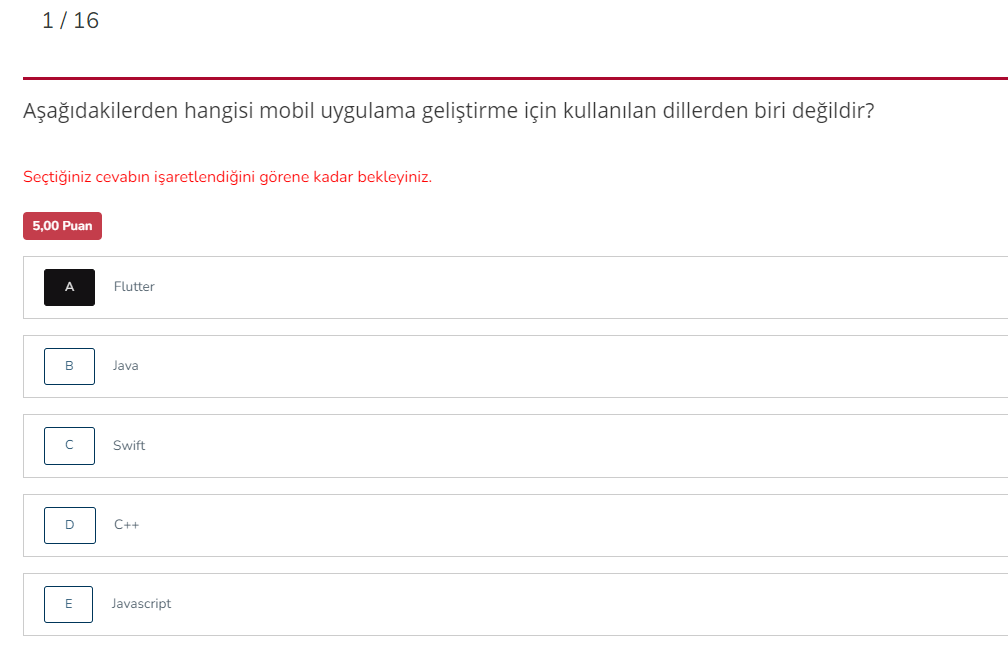 1 / 16
Aşağıdakilerden hangisi mobil uygulama geliştirme için kullanılan dillerden biri değildir?
Seçtiğiniz cevabın işaretlendiğini görene kadar bekleyiniz.
5,00 Puan
A Flutter
B Java
C Swift
D C++
E Javascript